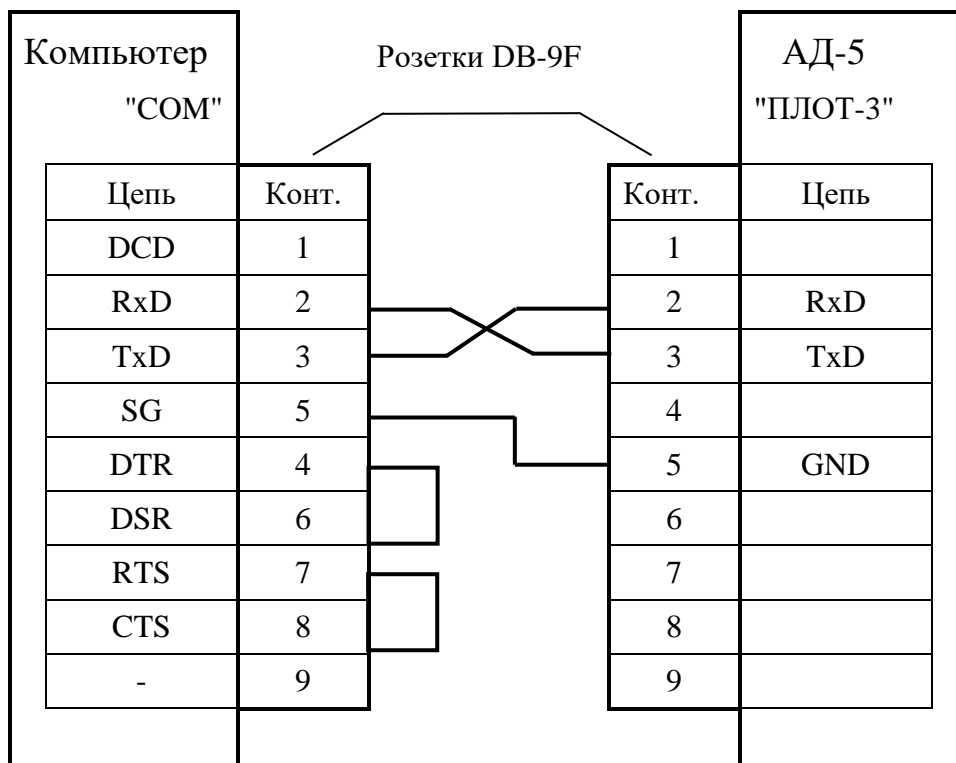 Компьютер Розетки DB-9F АД-5
"COM" "ПЛОТ-3"
Цепь Конт. Конт. Цепь
DCD 1 1
RxD 2 2 RxD
TxD 3 3 TxD
SG 5 4
DTR 4 5 GND
DSR 6 6
RTS 7 7
CTS 8 8
- 9 9